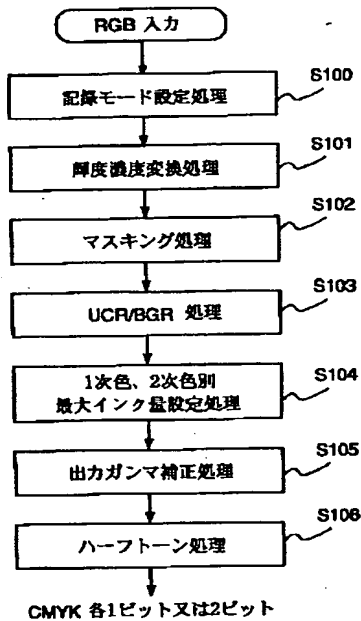 RGB 入力
S100
記録モード設定処理
S101
輝度濃度変換処理
S102
マスキング処理
S103
UCR/BGR 処理
S104
1次色、2次色別
最大インク量設定処理
S105
出力ガンマ補正処理
S106
ハーフトーン処理
CMYK 各1ビット又は2ビット